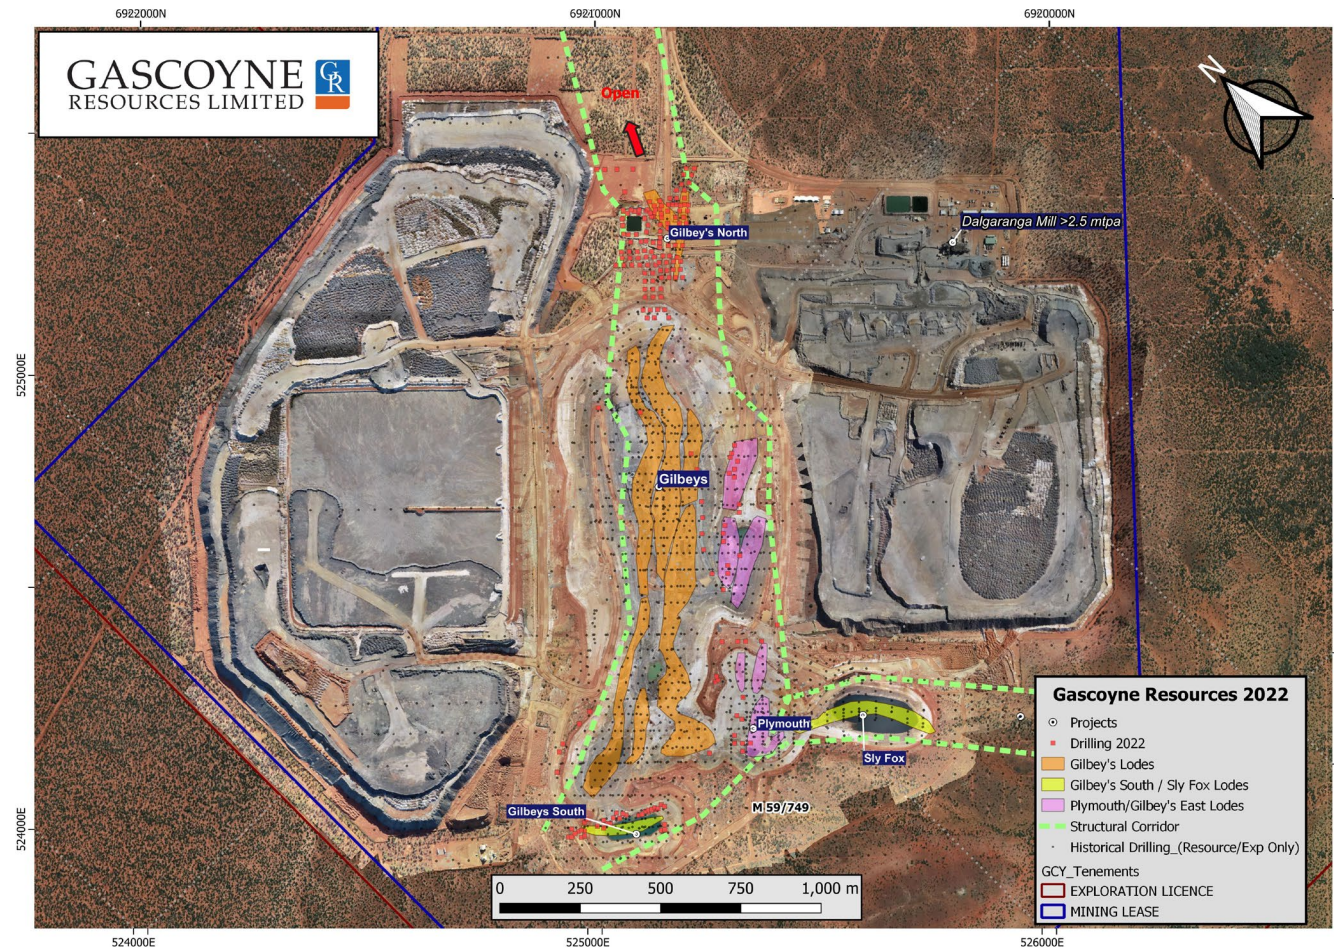 6922000N
6921000N
6920000N
GASCOYNE
RESOURCES LIMITED
GR
N
Open
Gilbey's North
Dalgaranga Mill >2.5 mtpa
525000E
Gilbeys
Plymouth
Sly Fox
Gilbeys South
M 59/749
524000E
0 250 500 750 1,000 m
Gascoyne Resources 2022
Projects
Drilling 2022
Gilbey's Lodes
Gilbey's South / Sly Fox Lodes
Plymouth/Gilbey's East Lodes
Structural Corridor
Historical Drilling_(Resource/Exp Only)
GCY_Tenements
EXPLORATION LICENCE
MINING LEASE
524000E
525000E
526000E